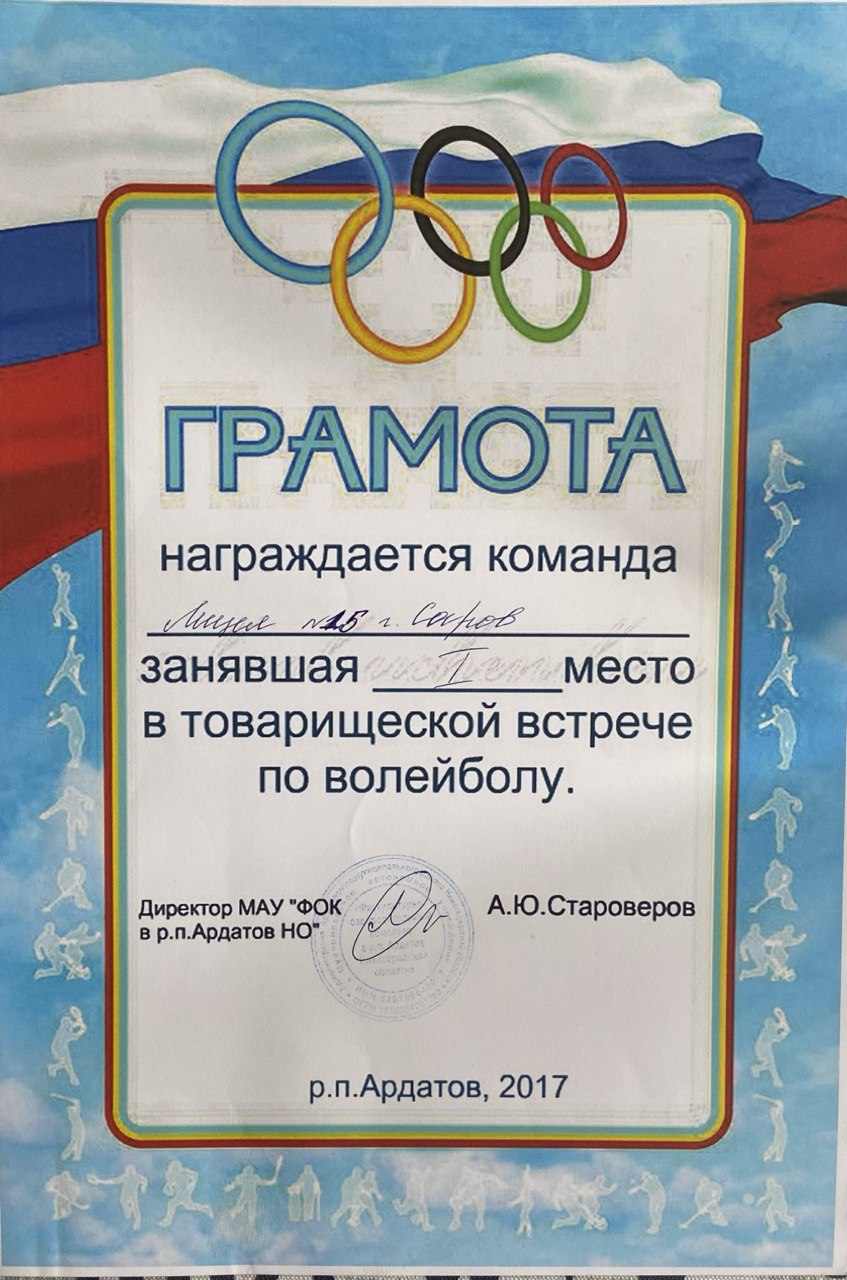 ГРАМОТА
награждается команда
Лицея №15 г. Саров
занявшая I место
в товарищеской встрече
по волейболу.
Директор МАУ "ФОК
в р.п.Ардатов НО"
А.Ю.Староверов
в р.п. Ардатов
р.п.Ардатов, 2017